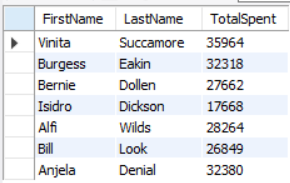 FirstName LastName TotalSpent
Vinita Succamore 35964
Burgess Eakin 32318
Bernie Dollen 27662
Isidro Dickson 17668
Alfi Wilds 28264
Bill Look 26849
Anjela Denial 32380